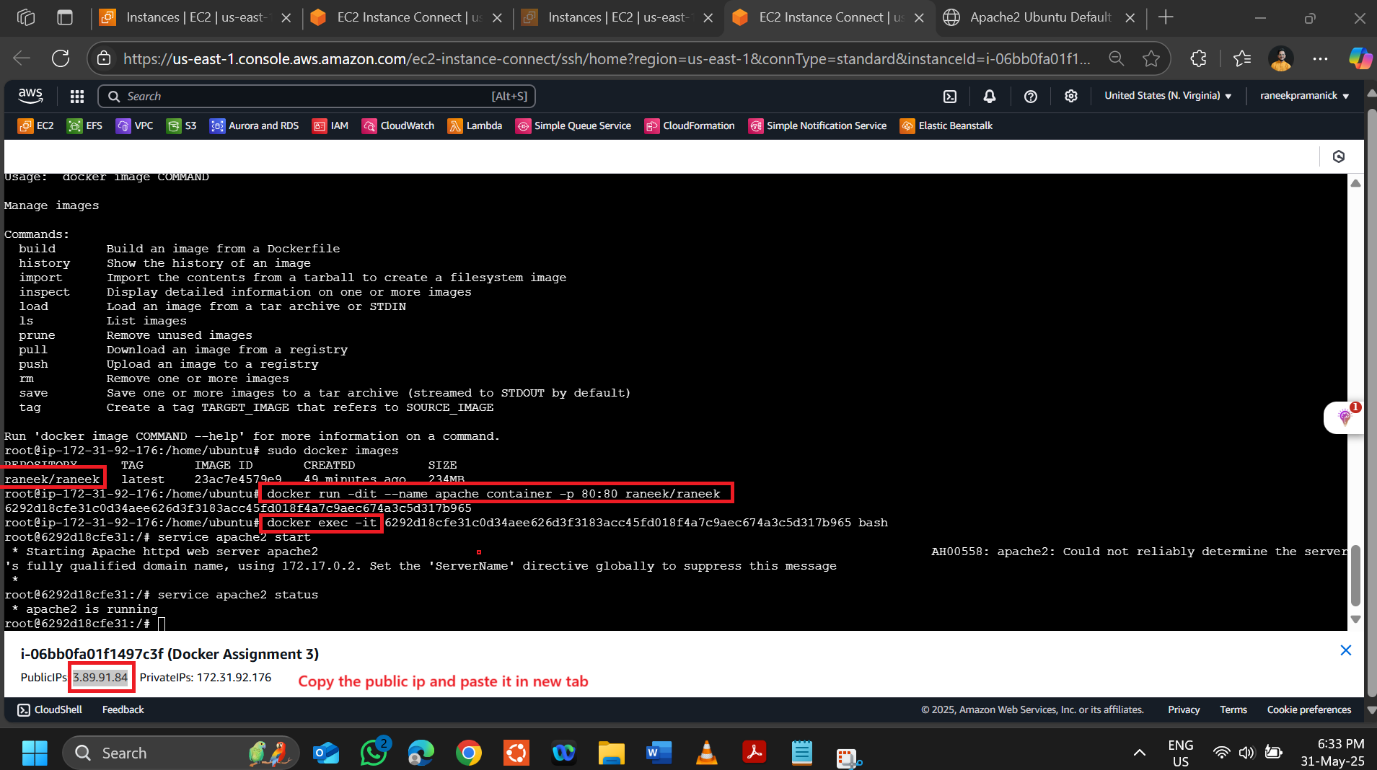 Instances | EC2 | us-east-
EC2 Instance Connect | us
Instances | EC2 | us-east-
EC2 Instance Connect | us
Apache2 Ubuntu Default
https://us-east-1.console.aws.amazon.com/ec2-instance-connect/ssh/home?region=us-east-1&connType=standard&instanceId=i-06bb0fa01f1...
aws
Search
[Alt+S]
United States (N. Virginia)
raneekpramanick
EC2
EFS
VPC
S3
Aurora and RDS
IAM
CloudWatch
Lambda
Simple Queue Service
CloudFormation
Simple Notification Service
Elastic Beanstalk
Usage:  docker image COMMAND
Manage images
Commands:
build       Build an image from a Dockerfile
history     Show the history of an image
import      Import the contents from a tarball to create a filesystem image
inspect     Display detailed information on one or more images
load        Load an image from a tar archive or STDIN
ls          List images
prune       Remove unused images
pull        Download an image from a registry
push        Upload an image to a registry
rm          Remove one or more images
save        Save one or more images to a tar archive (streamed to STDOUT by default)
tag         Create a tag TARGET_IMAGE that refers to SOURCE_IMAGE
Run 'docker image COMMAND --help' for more information on a command.
root@ip-172-31-92-176:/home/ubuntu# sudo docker images
REPOSITORY      TAG       IMAGE ID       CREATED          SIZE
raneek/raneek   latest    23ac7e4579e9   49 minutes ago   234MB
root@ip-172-31-92-176:/home/ubuntu# docker run -dit --name apache container -p 80:80 raneek/raneek
6292d18cfe31c0d34aee626d3f3183acc45fd018f4a7c9aec674a3c5d317b965
root@ip-172-31-92-176:/home/ubuntu# docker exec -it 6292d18cfe31c0d34aee626d3f3183acc45fd018f4a7c9aec674a3c5d317b965 bash
root@6292d18cfe31:/# service apache2 start
* Starting Apache httpd web server apache2 AH00558: apache2: Could not reliably determine the server
's fully qualified domain name, using 172.17.0.2. Set the 'ServerName' directive globally to suppress this message
*
root@6292d18cfe31:/# service apache2 status
* apache2 is running
root@6292d18cfe31:/#
1
i-06bb0fa01f1497c3f (Docker Assignment 3)
PublicIPs: 3.89.91.84 PrivateIPs: 172.31.92.176
Copy the public ip and paste it in new tab
CloudShell
Feedback
© 2025, Amazon Web Services, Inc. or its affiliates.
Privacy
Terms
Cookie preferences
Search
2
ENG
US
6:33 PM
31-May-25